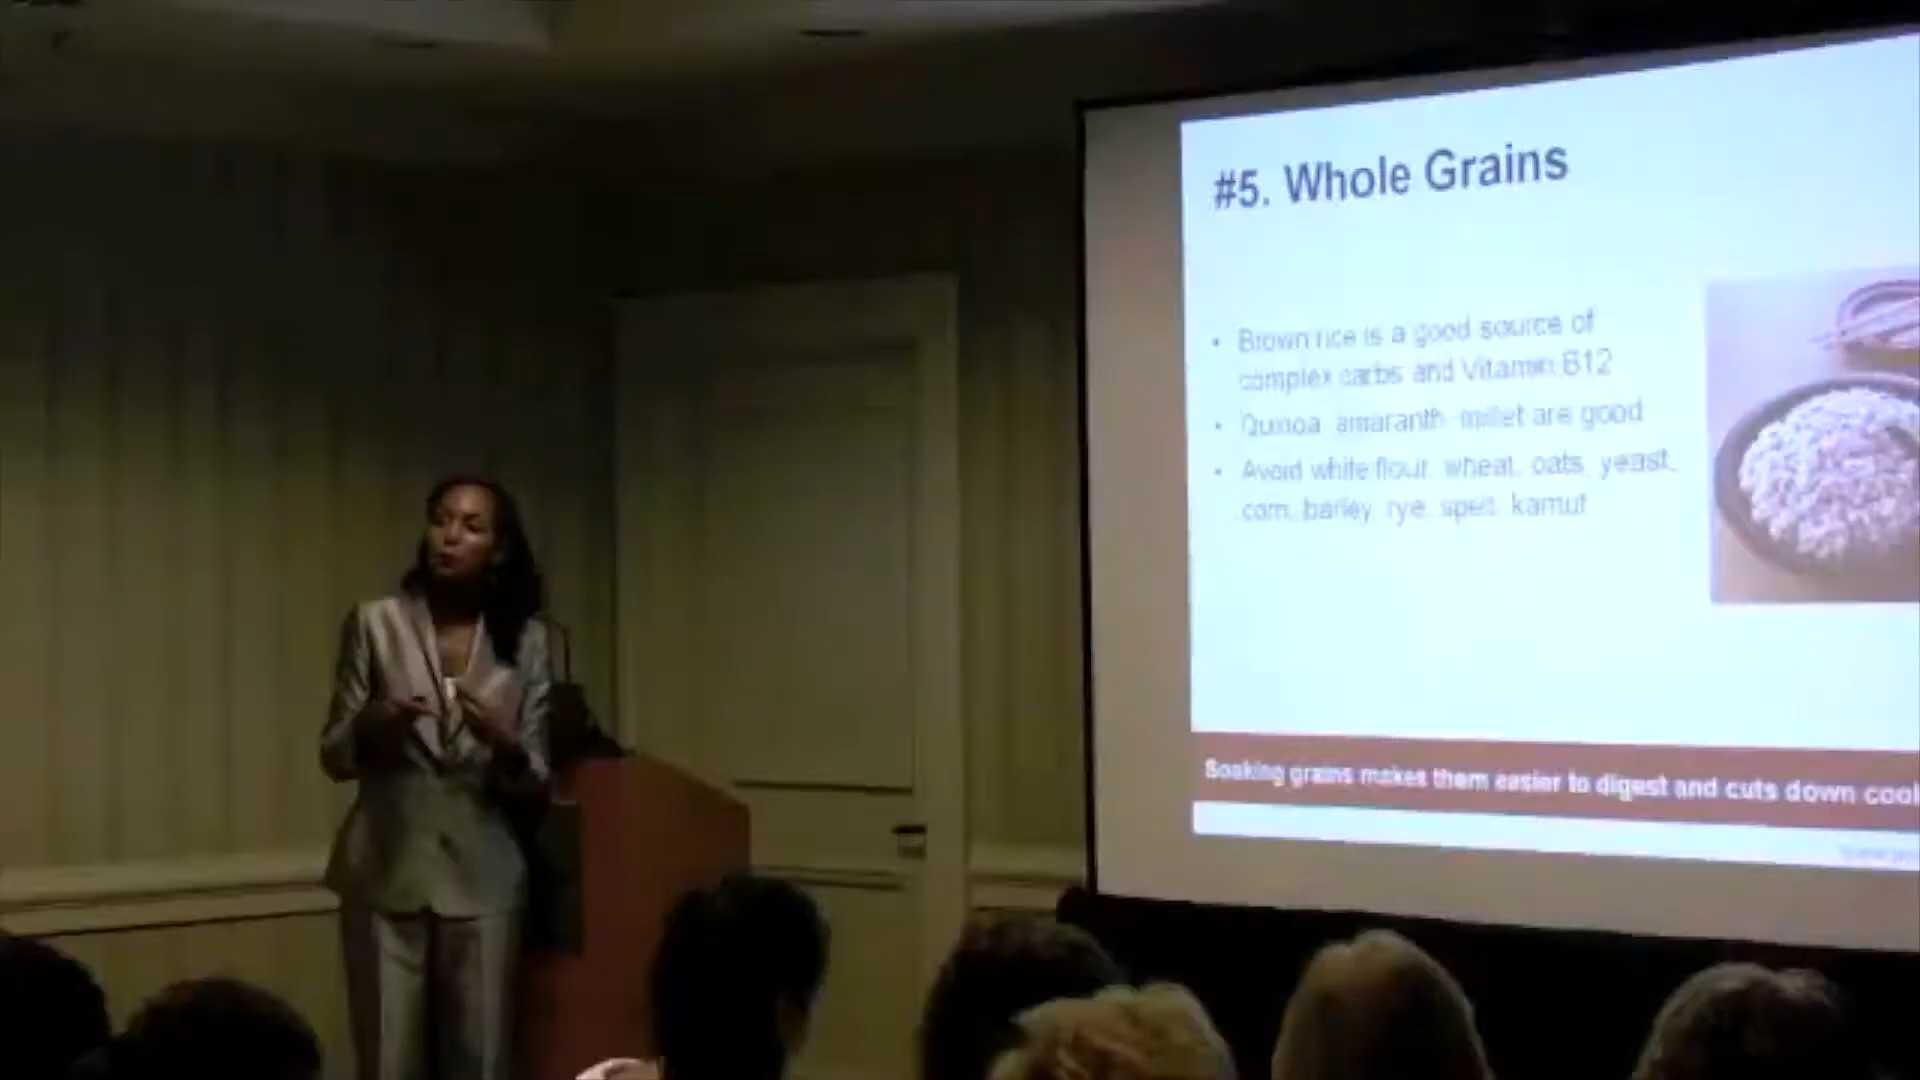 #5. Whole Grains
• Brown rice is a good source of
complex carbs and Vitamin B12
• Quinoa, amaranth, millet are good
• Avoid white flour, wheat, oats, yeast,
corn, barley, rye, spelt, kamut
Soaking grains makes them easier to digest and cuts down